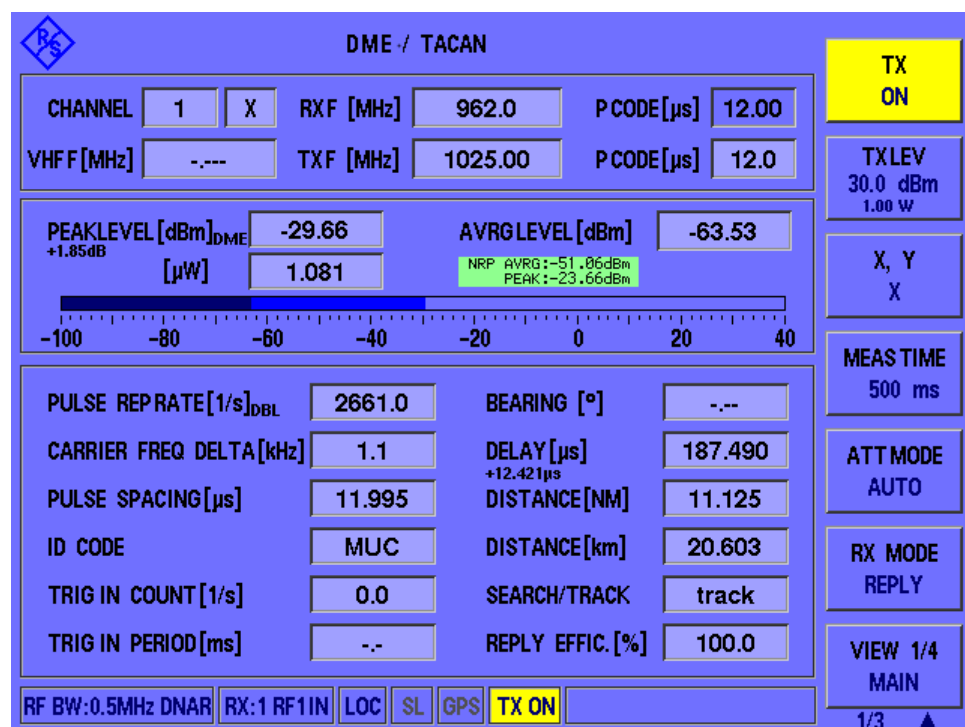 R/S
DME / TACAN
CHANNEL 1 X RXF [MHz] 962.0 PCODE[µs] 12.00
VHF F[MHz] -.--- TXF [MHz] 1025.00 PCODE[µs] 12.0
PEAKLEVEL[dBm]DME -29.66 AVRGLEVEL[dBm] -63.53
+1.85dB
[µW] 1.081 NRP AVRG:-51.06dBm
PEAK:-23.66dBm
-100 -80 -60 -40 -20 0 20 40
PULSE REP RATE[1/s]DBL 2661.0 BEARING [°] -.--
CARRIER FREQ DELTA[kHz] 1.1 DELAY[µs] 187.490
+12.421µs
PULSE SPACING[µs] 11.995 DISTANCE[NM] 11.125
ID CODE MUC DISTANCE[km] 20.603
TRIG IN COUNT[1/s] 0.0 SEARCH/TRACK track
TRIG IN PERIOD[ms] -.- REPLY EFFIC.[%] 100.0
RF BW:0.5MHz DNAR RX:1 RF1IN LOC SL GPS TX ON
TX
ON
TXLEV
30.0 dBm
1.00 W
X, Y
X
MEAS TIME
500 ms
ATT MODE
AUTO
RX MODE
REPLY
VIEW 1/4
MAIN
1/3 ▲